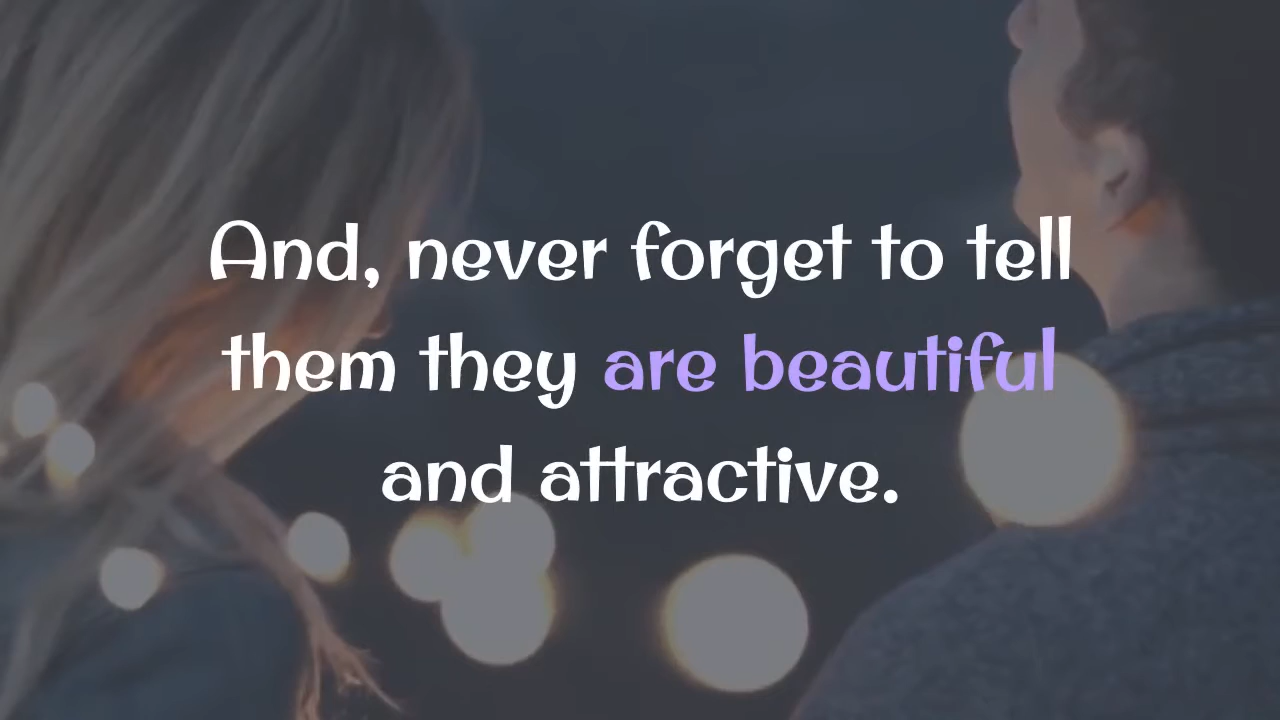 And, never forget to tell
them they are beautiful
and attractive.